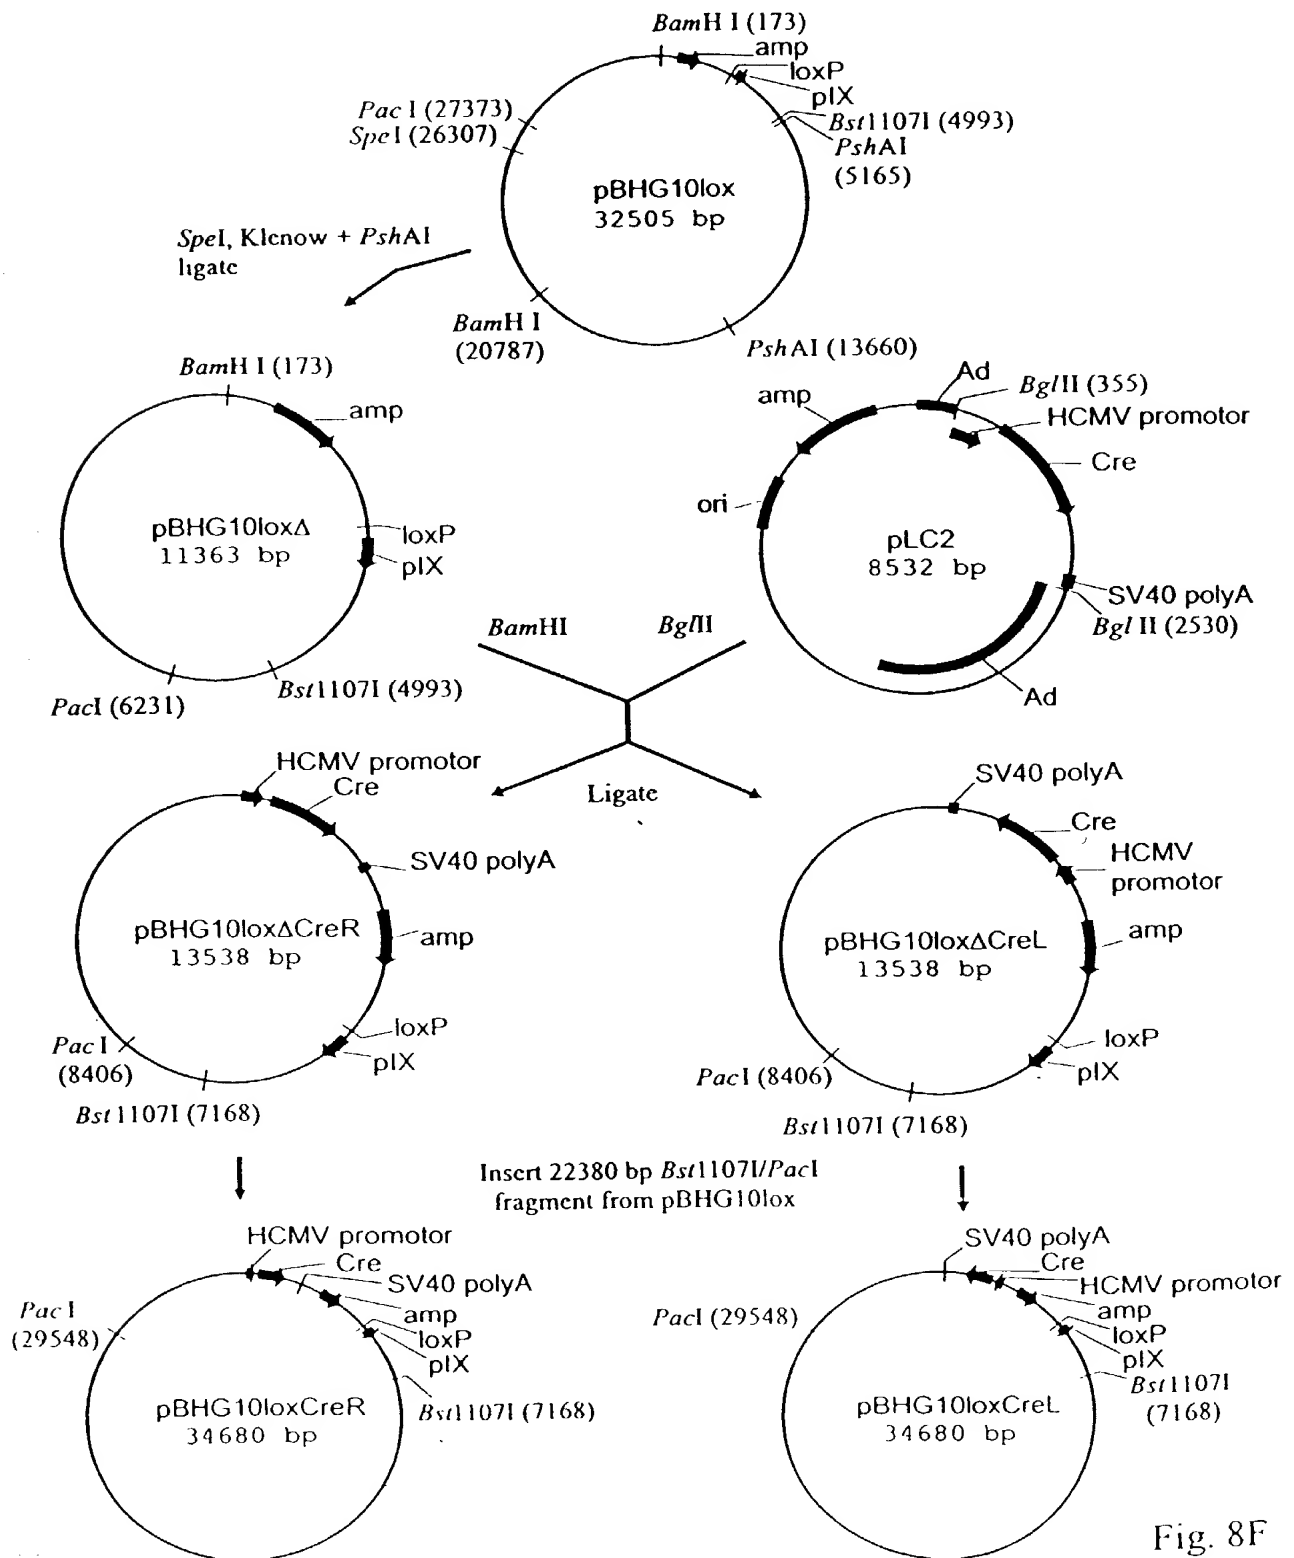 BamH I (173)
amp
loxP
pIX
Bst1107I (4993)
PshAI
(5165)
Pac I (27373)
SpeI (26307)
pBHG10lox
32505 bp
SpeI, Klenow + PshAI
ligate
BamH I
(20787)
PshAI (13660)
BamH I (173)
amp
loxP
pIX
pBHG10loxΔ
11363 bp
PacI (6231)
Bst1107I (4993)
Ad
BglII (355)
HCMV promotor
Cre
amp
ori
pLC2
8532 bp
SV40 polyA
Bgl II (2530)
Ad
BamHI
BglII
Ligate
HCMV promotor
Cre
SV40 polyA
amp
pBHG10loxΔCreR
13538 bp
loxP
pIX
Pac I
(8406)
Bst1107I (7168)
SV40 polyA
Cre
HCMV
promotor
amp
pBHG10loxΔCreL
13538 bp
loxP
pIX
PacI (8406)
Bst1107I (7168)
Insert 22380 bp Bst1107I/PacI
fragment from pBHG10lox
HCMV promotor
Cre
SV40 polyA
amp
loxP
pIX
Pac I
(29548)
pBHG10loxCreR
34680 bp
Bst1107I (7168)
SV40 polyA
Cre
HCMV promotor
amp
loxP
pIX
Bst1107I
(7168)
PacI (29548)
pBHG10loxCreL
34680 bp
Fig. 8F